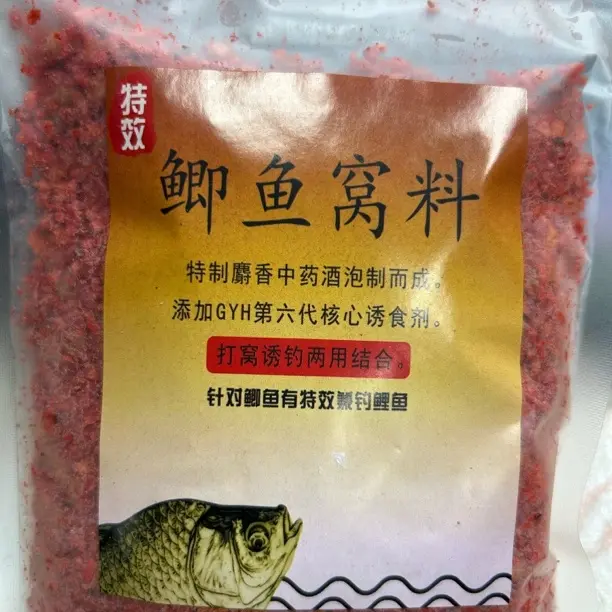 特效
鲫鱼窝料
特制麝香中药酒泡制而成。
添加GYH第六代核心诱食剂。
打窝诱钓两用结合。
针对鲫鱼有特效兼钓鲤鱼